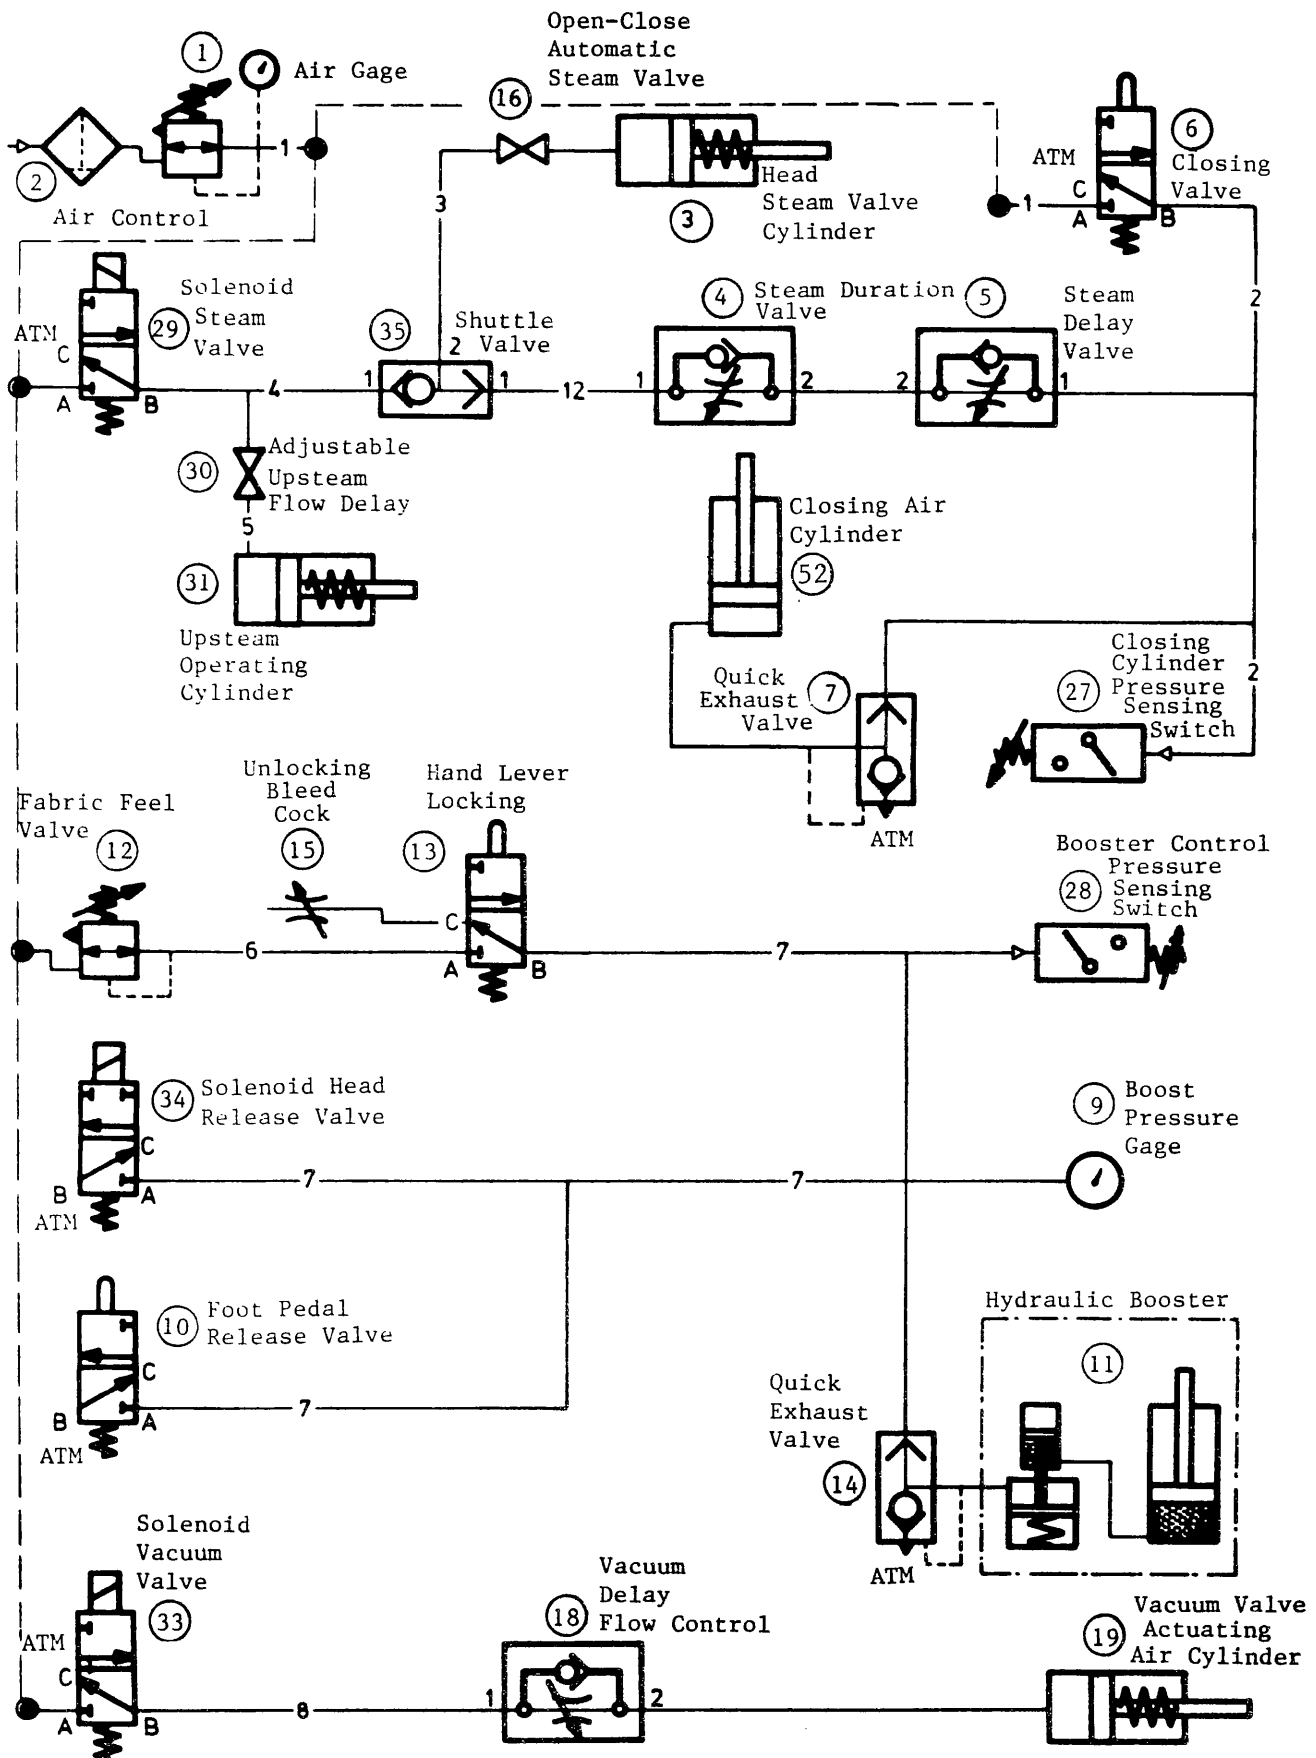 Open-Close
Automatic
Steam Valve
1
Air Gage
16
6
Closing
Valve
ATM
C
A
B
1
2
1
Air Control
3
Head
Steam Valve
Cylinder
3
2
29
Solenoid
Steam
Valve
ATM
C
A
B
4
35
Shuttle
Valve
2
1
1
12
4
Steam Duration
Valve
1
2
5
Steam
Delay
Valve
2
1
30
Adjustable
Upsteam
Flow Delay
5
31
Upsteam
Operating
Cylinder
Closing Air
Cylinder
52
Quick
Exhaust
Valve
7
ATM
Closing
Cylinder
Pressure
Sensing
Switch
27
2
Fabric Feel
Valve
12
Unlocking
Bleed
Cock
15
Hand Lever
Locking
13
C
A
B
6
7
Booster Control
Pressure
Sensing
Switch
28
34
Solenoid Head
Release Valve
C
B
A
ATM
7
7
9
Boost
Pressure
Gage
10
Foot Pedal
Release Valve
C
B
A
ATM
7
Hydraulic Booster
11
Quick
Exhaust
Valve
14
ATM
Solenoid
Vacuum
Valve
33
ATM
C
A
B
8
Vacuum
Delay
Flow Control
18
1
2
Vacuum Valve
Actuating
Air Cylinder
19